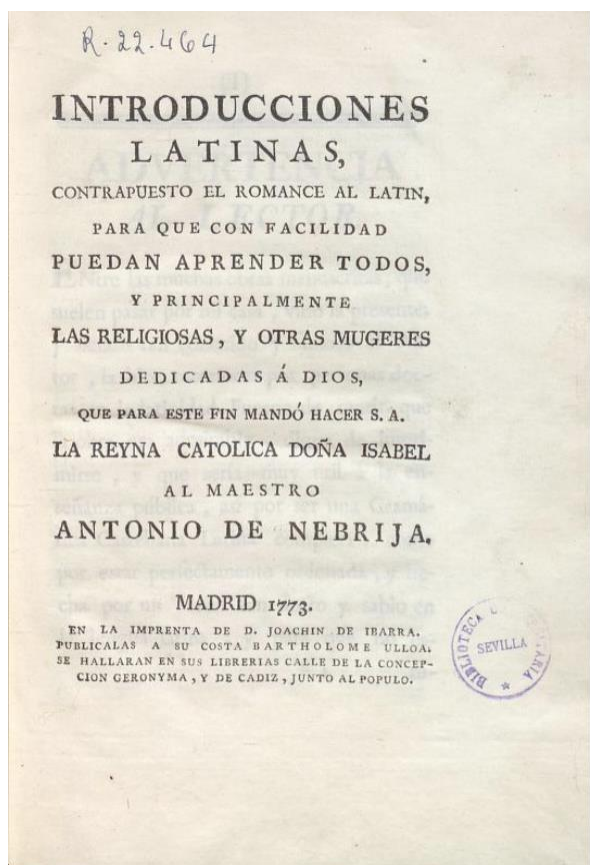 R-22.464
INTRODUCCIONES
LATINAS,
CONTRAPUESTO EL ROMANCE AL LATIN,
PARA QUE CON FACILIDAD
PUEDAN APRENDER TODOS,
Y PRINCIPALMENTE
LAS RELIGIOSAS, Y OTRAS MUGERES
DEDICADAS Á DIOS,
QUE PARA ESTE FIN MANDÓ HACER S. A.
LA REYNA CATOLICA DOÑA ISABEL
AL MAESTRO
ANTONIO DE NEBRIJA.
MADRID 1773.
EN LA IMPRENTA DE D. JOACHIN DE IBARRA.
PUBLICALAS A SU COSTA BARTHOLOME ULLOA.
SE HALLARAN EN SUS LIBRERIAS CALLE DE LA CONCEP-
CION GERONYMA, Y DE CADIZ, JUNTO AL POPULO.
BIBLIOTECA
SEVILLA